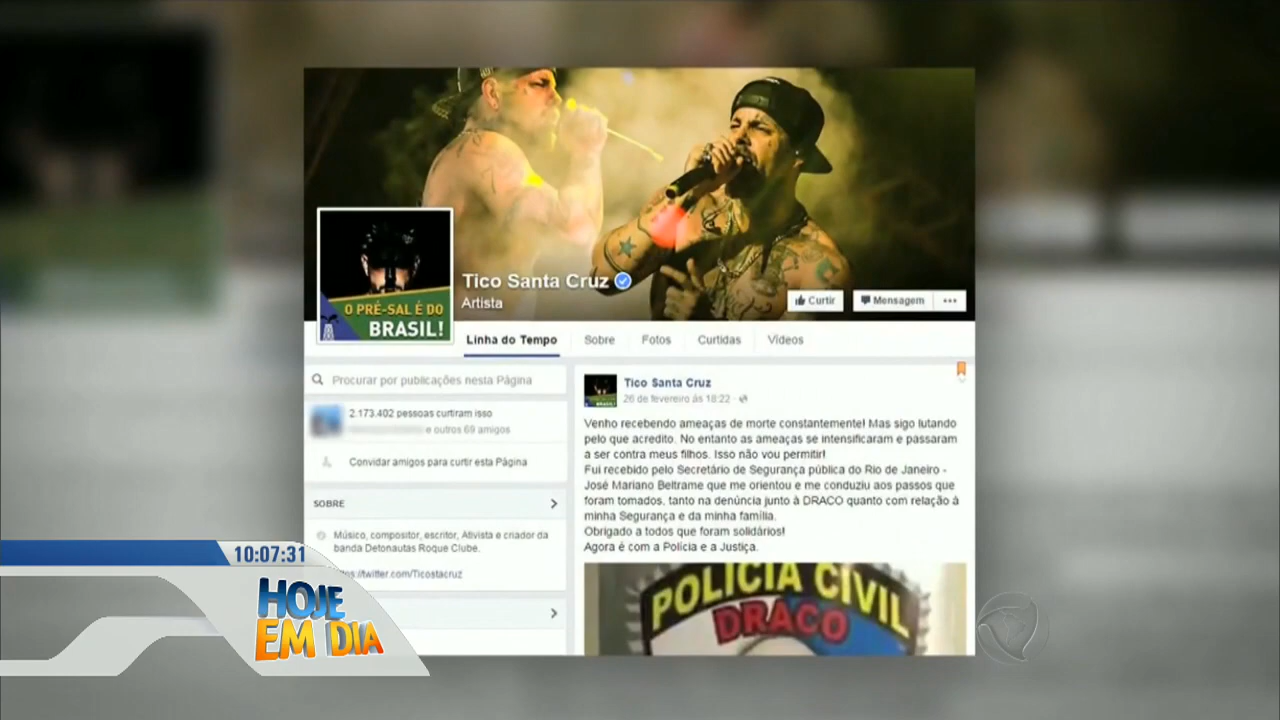 Tico Santa Cruz
Artista
Curtir
Mensagem
O PRÉ-SAL É DO
BRASIL!
Linha do Tempo
Sobre
Fotos
Curtidas
Vídeos
Procurar por publicações nesta Página
2.173.402 pessoas curtiram isso
e outros 69 amigos
Convidar amigos para curtir esta Página
SOBRE
Músico, compositor, escritor, Ativista e criador da
banda Detonautas Roque Clube.
://twitter.com/Ticostacruz
Tico Santa Cruz
26 de fevereiro às 18:22
Venho recebendo ameaças de morte constantemente! Mas sigo lutando
pelo que acredito. No entanto as ameaças se intensificaram e passaram
a ser contra meus filhos. Isso não vou permitir!
Fui recebido pelo Secretário de Segurança pública do Rio de Janeiro -
José Mariano Beltrame que me orientou e me conduziu aos passos que
foram tomados, tanto na denúncia junto à DRACO quanto com relação à
minha Segurança e da minha família.
Obrigado a todos que foram solidários!
Agora é com a Polícia e a Justiça.
POLÍCIA CIVIL
DRACO
10:07:31
HOJE
EM DIA